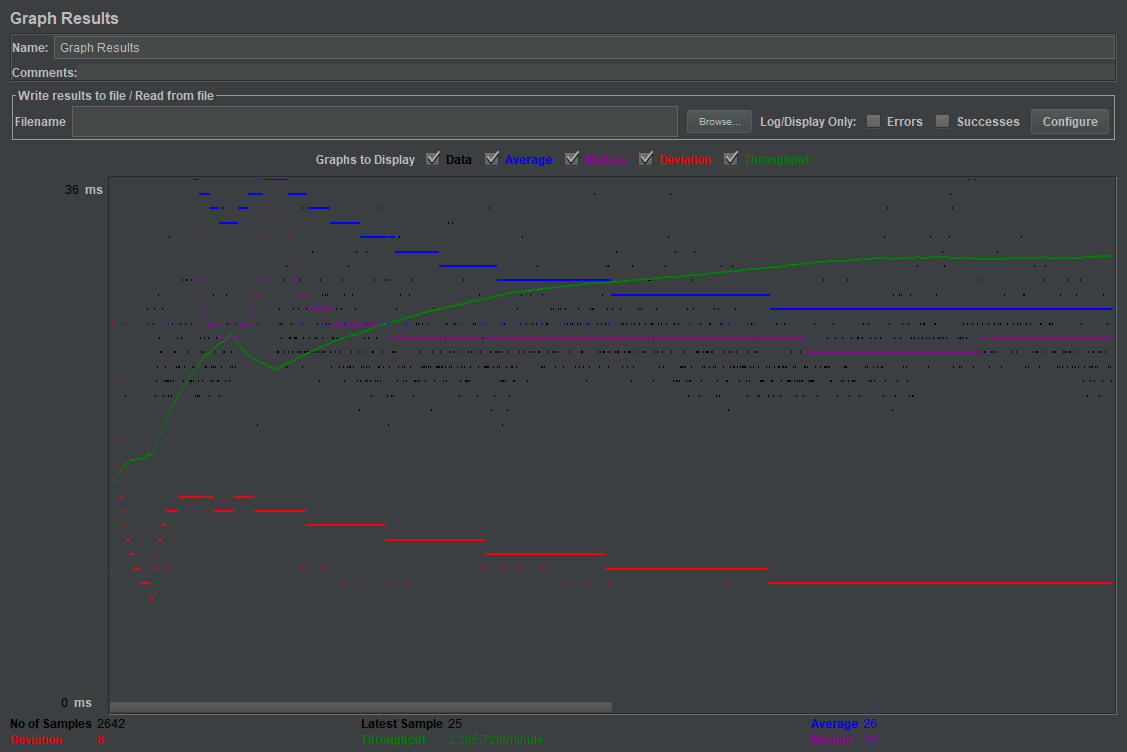 Graph Results
Name: Graph Results
Comments:
Write results to file / Read from file
Filename Browse... Log/Display Only: Errors Successes Configure
Graphs to Display Data Average Median Deviation Throughput
36 ms
0 ms
No of Samples 2642 Latest Sample 25 Average 26
Deviation 8 Throughput 2,295.728/minute Median